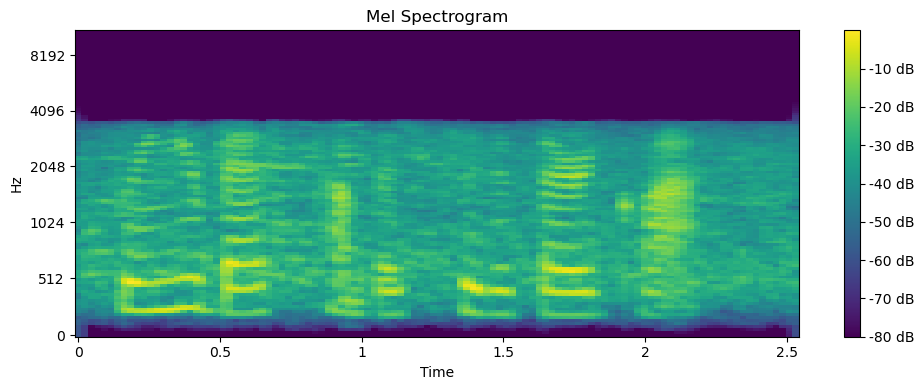 Mel Spectrogram
8192
4096
2048
1024
512
0
Hz
0
0.5
1
1.5
2
2.5
Time
-10 dB
-20 dB
-30 dB
-40 dB
-50 dB
-60 dB
-70 dB
-80 dB